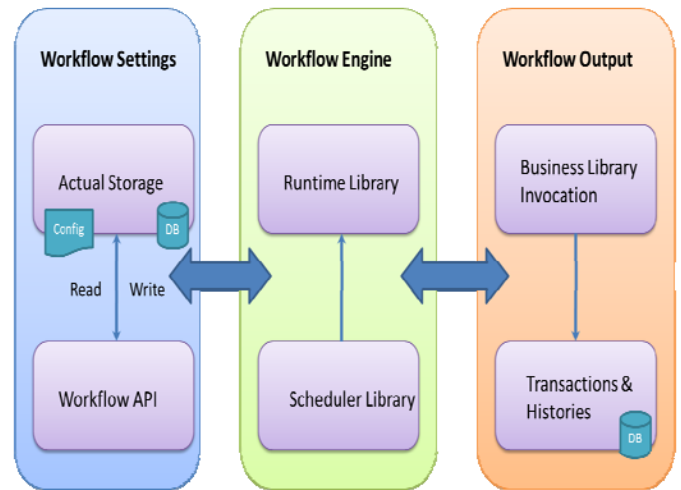 Workflow Settings
Actual Storage
Config
DB
Read
Write
Workflow API
Workflow Engine
Runtime Library
Scheduler Library
Workflow Output
Business Library
Invocation
Transactions &
Histories
DB